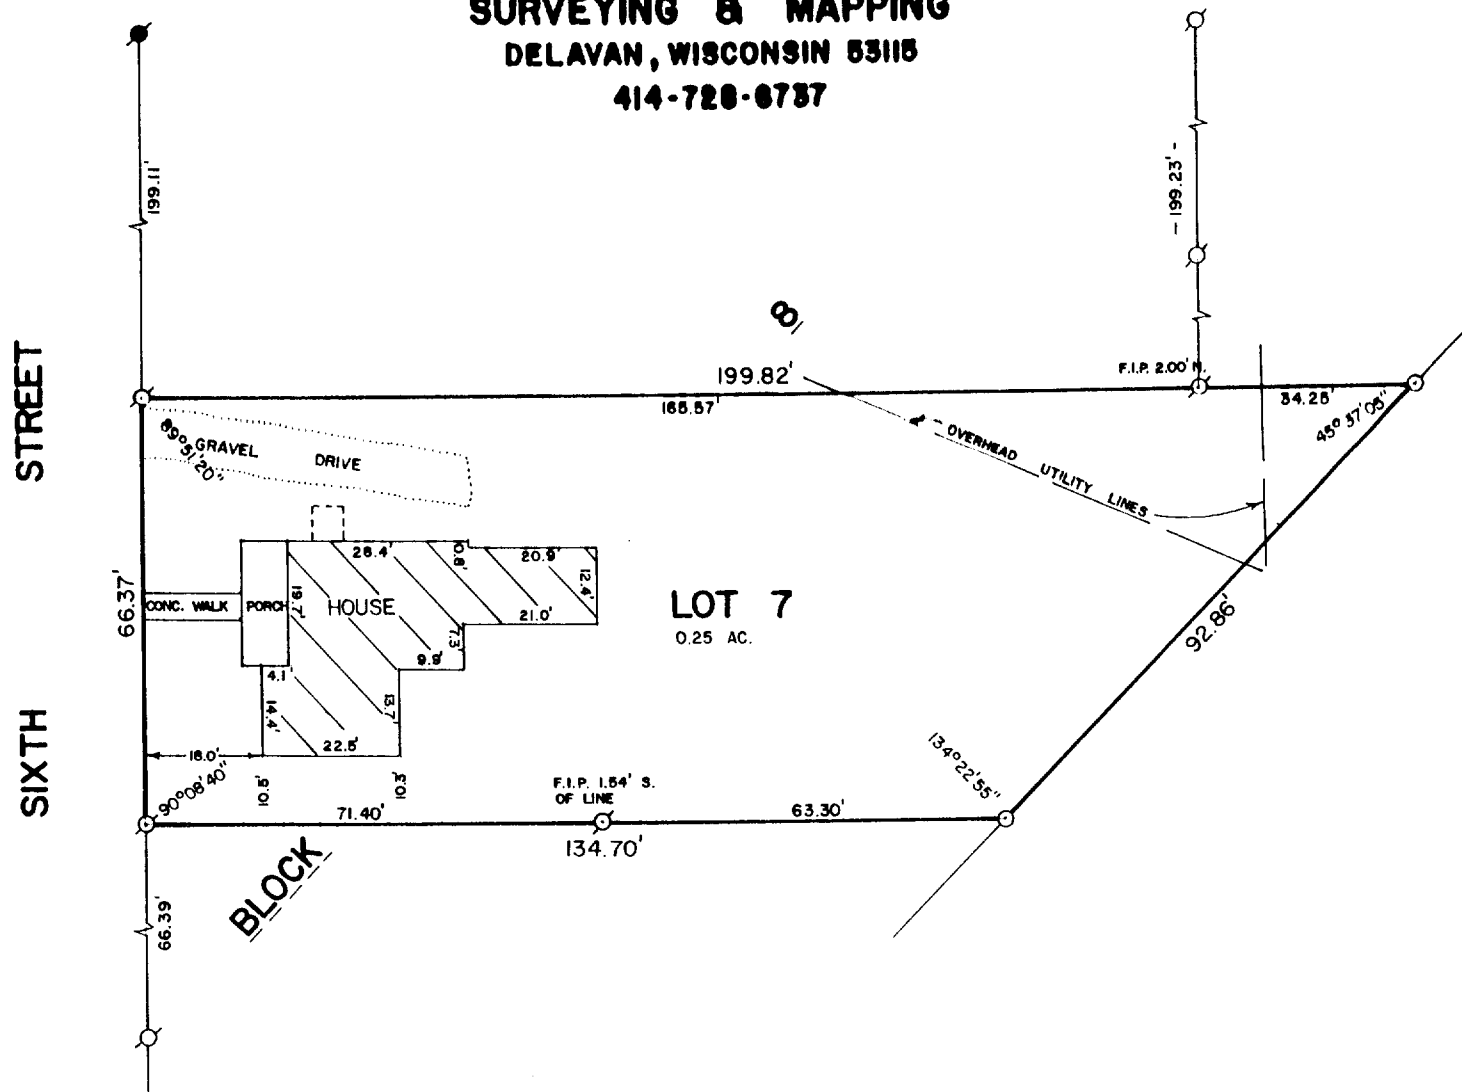 SURVEYING & MAPPING
DELAVAN, WISCONSIN 53115
414-728-6737
199.11'
-199.23'-
8
STREET
SIXTH
199.82'
165.57'
F.I.P. 2.00' N.
34.25'
45° 37' 05"
89° 51' 20"
GRAVEL DRIVE
OVERHEAD UTILITY LINES
66.37'
CONC. WALK
PORCH
HOUSE
28.4'
0.8'
20.9'
12.4'
19.7'
21.0'
7.3'
9.9'
4.1'
14.4'
13.7'
22.5'
LOT 7
0.25 AC.
92.86'
18.0'
90° 08' 40"
10.5'
10.3'
134° 22' 55"
F.I.P. 1.54' S.
OF LINE
71.40'
63.30'
134.70'
BLOCK
66.39'